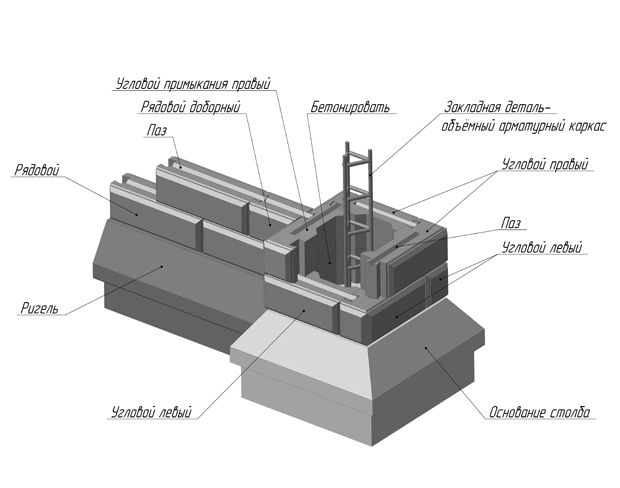 Угловой примыкания правый
Рядовой доборный
Паз
Рядовой
Бетонировать
Закладная деталь-
объёмный арматурный каркас
Угловой правый
Паз
Угловой левый
Ригель
Угловой левый
Основание столба